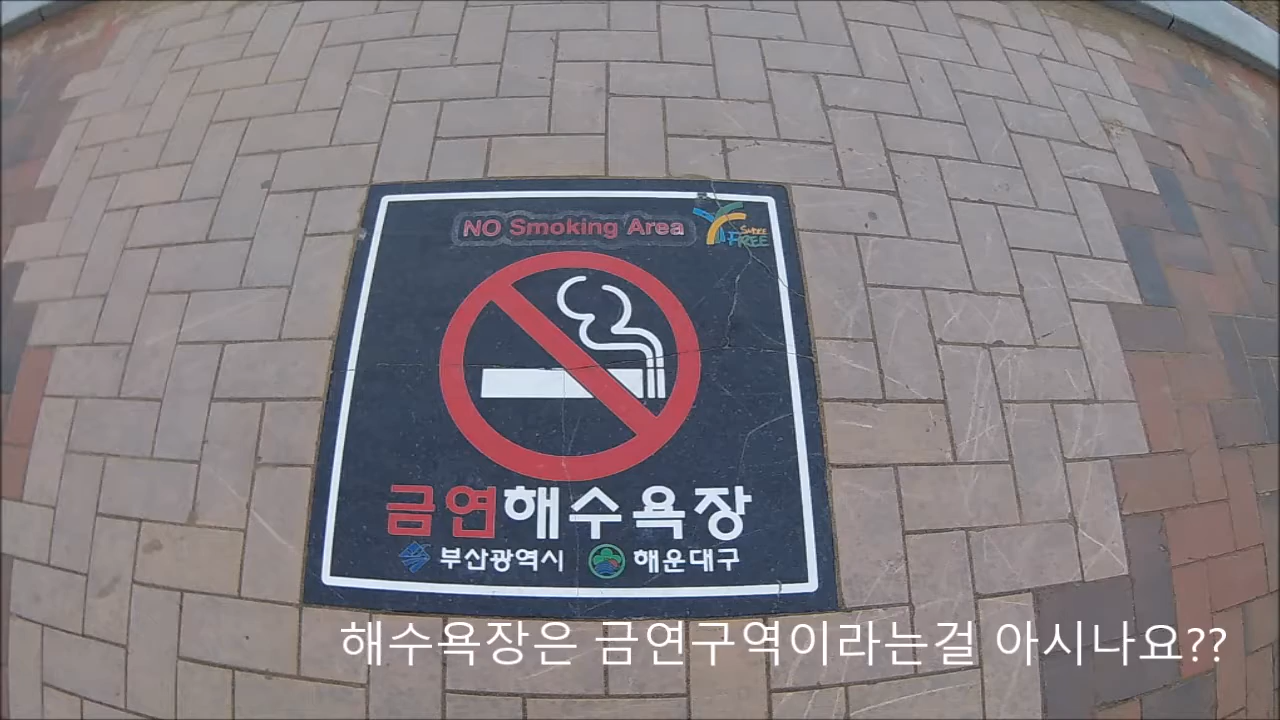 NO Smoking Area
SMOKE
FREE
금연해수욕장
부산광역시 해운대구
해수욕장은 금연구역이라는걸 아시나요??